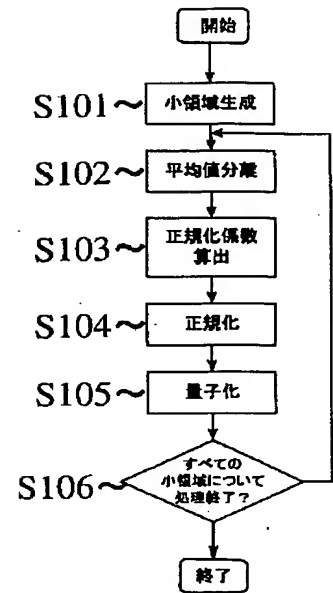 開始
S101〜 小領域生成
S102〜 平均値分離
S103〜 正規化係数
算出
S104〜 正規化
S105〜 量子化
S106〜 すべての
小領域について
処理終了?
終了